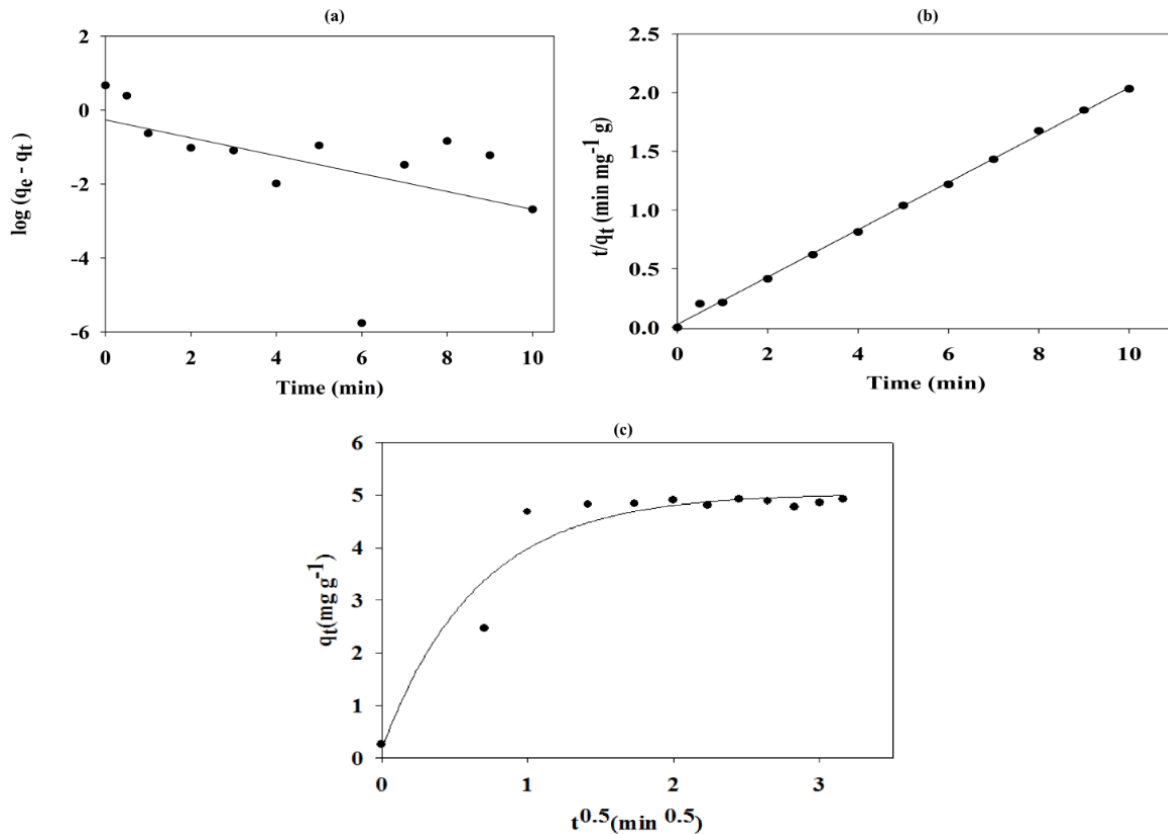 (a)
2
0
-2
-4
-6
log (qe - qt )
0 2 4 6 8 10
Time (min)
(b)
2.5
2.0
1.5
1.0
0.5
0.0
t/qt (min mg⁻¹ g)
0 2 4 6 8 10
Time (min)
(c)
6
5
4
3
2
1
0
qt(mg g⁻¹)
0 1 2 3
t⁰·⁵(min ⁰·⁵)